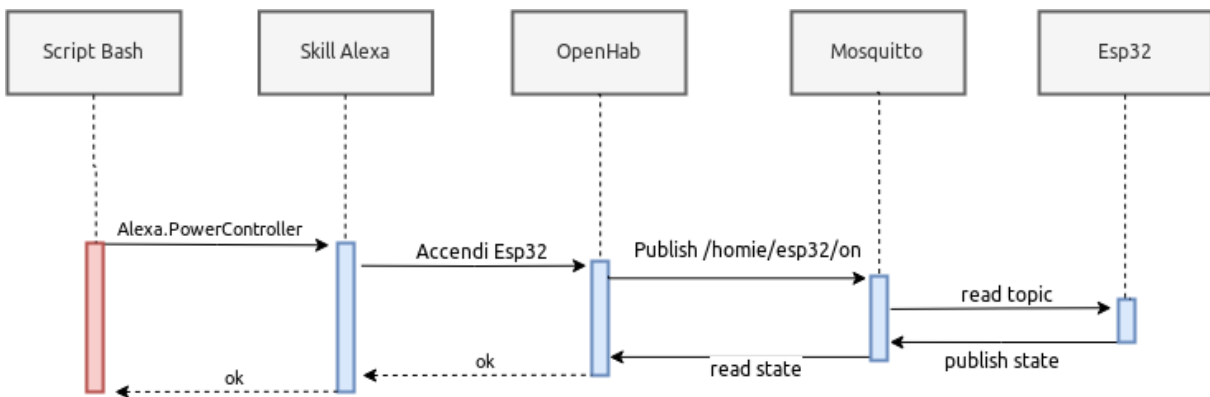 Script Bash
Skill Alexa
OpenHab
Mosquitto
Esp32
Alexa.PowerController
Accendi Esp32
Publish /homie/esp32/on
read topic
publish state
read state
ok
ok